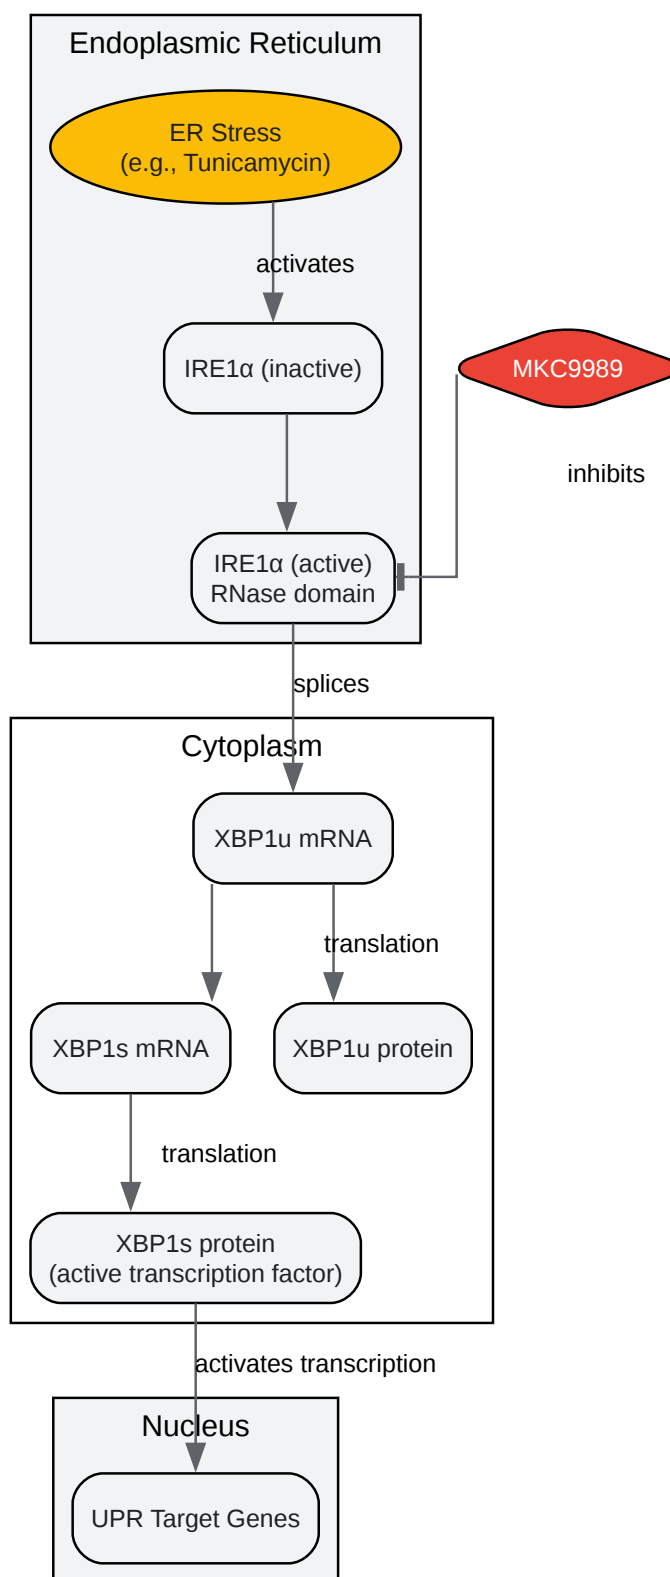 Endoplasmic Reticulum
ER Stress
(e.g., Tunicamycin)
activates
IRE1α (inactive)
MKC9989
inhibits
IRE1α (active)
RNase domain
splices
Cytoplasm
XBP1u mRNA
translation
XBP1s mRNA
XBP1u protein
translation
XBP1s protein
(active transcription factor)
activates transcription
Nucleus
UPR Target Genes